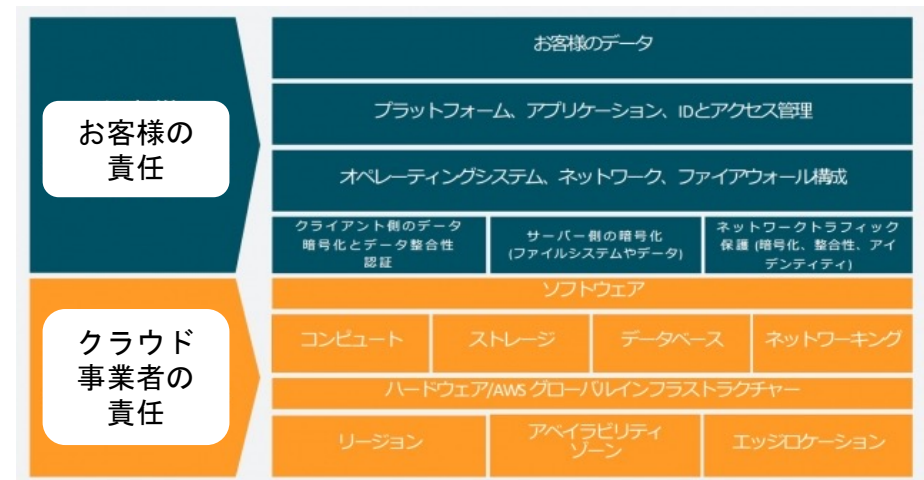 お客様の
責任
お客様のデータ
プラットフォーム、アプリケーション、IDとアクセス管理
オペレーティングシステム、ネットワーク、ファイアウォール構成
クライアント側のデータ
暗号化とデータ整合性
認証
サーバー側の暗号化
(ファイルシステムやデータ)
ネットワークトラフィック
保護 (暗号化、整合性、アイ
デンティティ)
クラウド
事業者の
責任
ソフトウェア
コンピュート
ストレージ
データベース
ネットワーキング
ハードウェア/AWS グローバルインフラストラクチャー
リージョン
アベイラビリティ
ゾーン
エッジロケーション